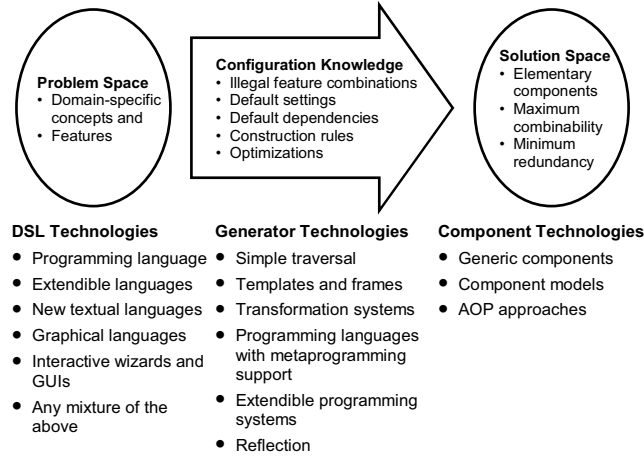 Problem Space
• Domain-specific
concepts and
• Features
Configuration Knowledge
• Illegal feature combinations
• Default settings
• Default dependencies
• Construction rules
• Optimizations
Solution Space
• Elementary
components
• Maximum
combinability
• Minimum
redundancy
DSL Technologies
• Programming language
• Extendible languages
• New textual languages
• Graphical languages
• Interactive wizards and
GUIs
• Any mixture of the
above
Generator Technologies
• Simple traversal
• Templates and frames
• Transformation systems
• Programming languages
with metaprogramming
support
• Extendible programming
systems
• Reflection
Component Technologies
• Generic components
• Component models
• AOP approaches